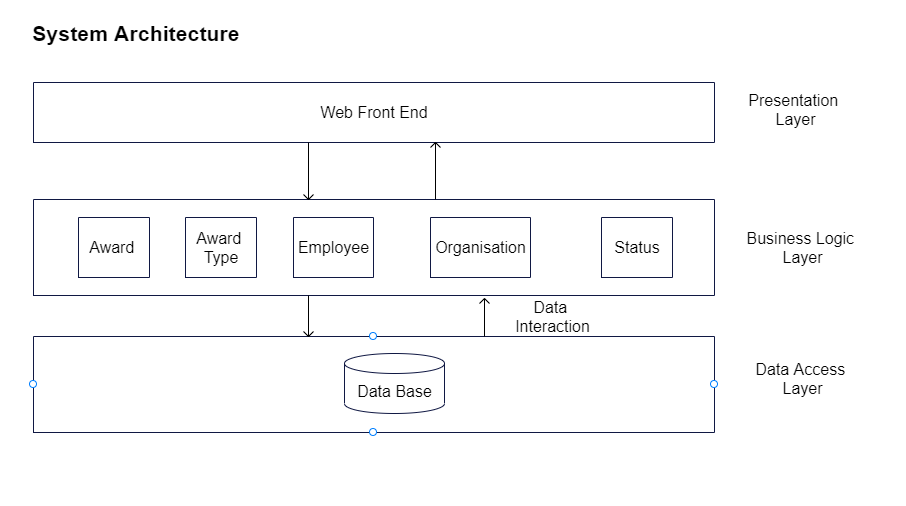 System Architecture
Web Front End
Presentation
Layer
Award
Award
Type
Employee
Organisation
Status
Business Logic
Layer
Data
Interaction
Data Base
Data Access
Layer